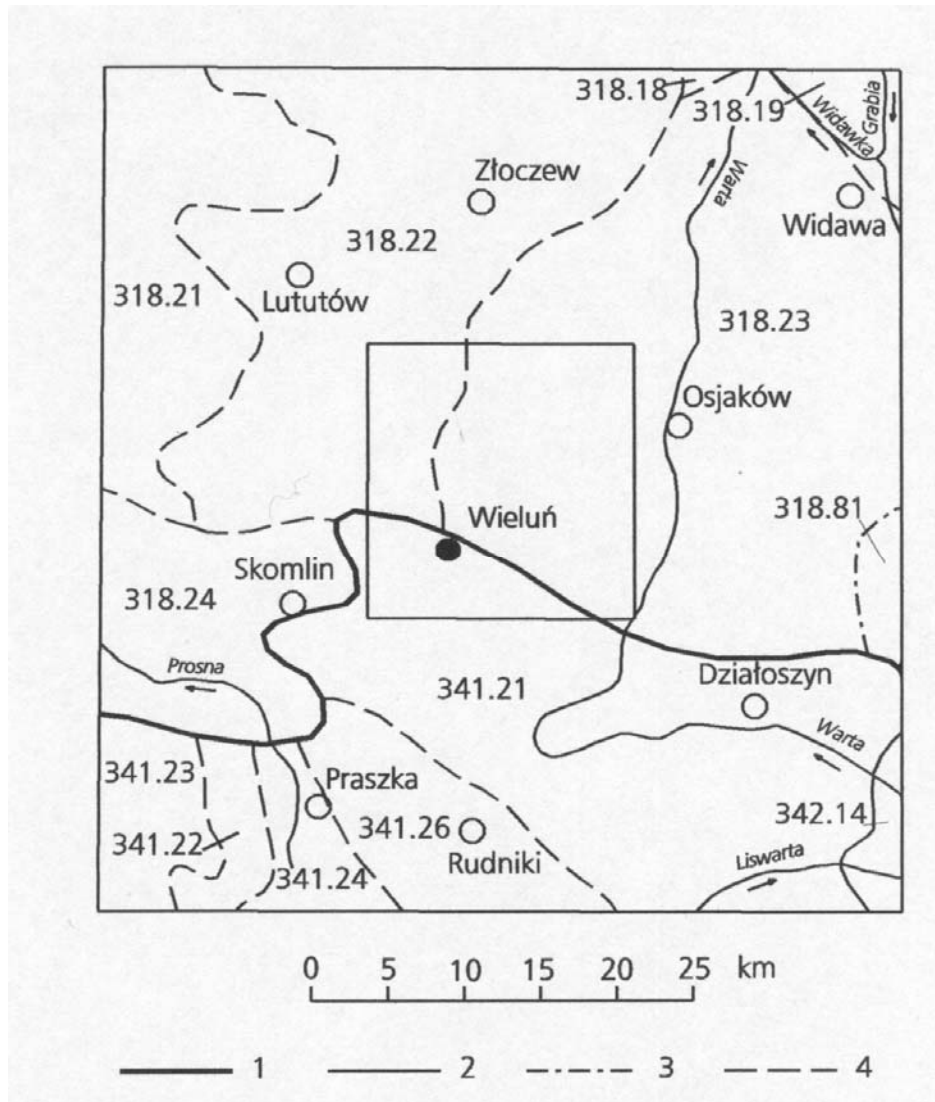 318.18
318.19
Widawka
Grabia
Złoczew
Warta
Widawa
318.22
318.21
Lututów
318.23
Osjaków
318.81
Wieluń
Skomlin
318.24
Prosna
341.21
Działoszyn
Warta
341.23
Praszka
342.14
341.22
341.26
Rudniki
Liswarta
341.24
0 5 10 15 20 25 km
1 2 3 4